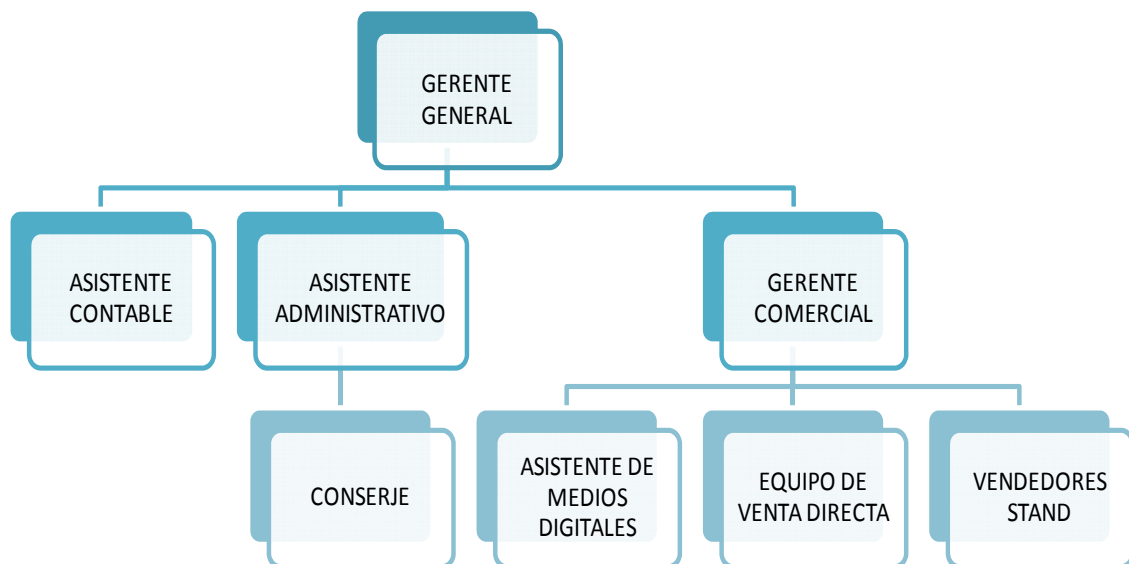 GERENTE
GENERAL
ASISTENTE
CONTABLE
ASISTENTE
ADMINISTRATIVO
GERENTE
COMERCIAL
CONSERJE
ASISTENTE DE
MEDIOS
DIGITALES
EQUIPO DE
VENTA DIRECTA
VENDEDORES
STAND